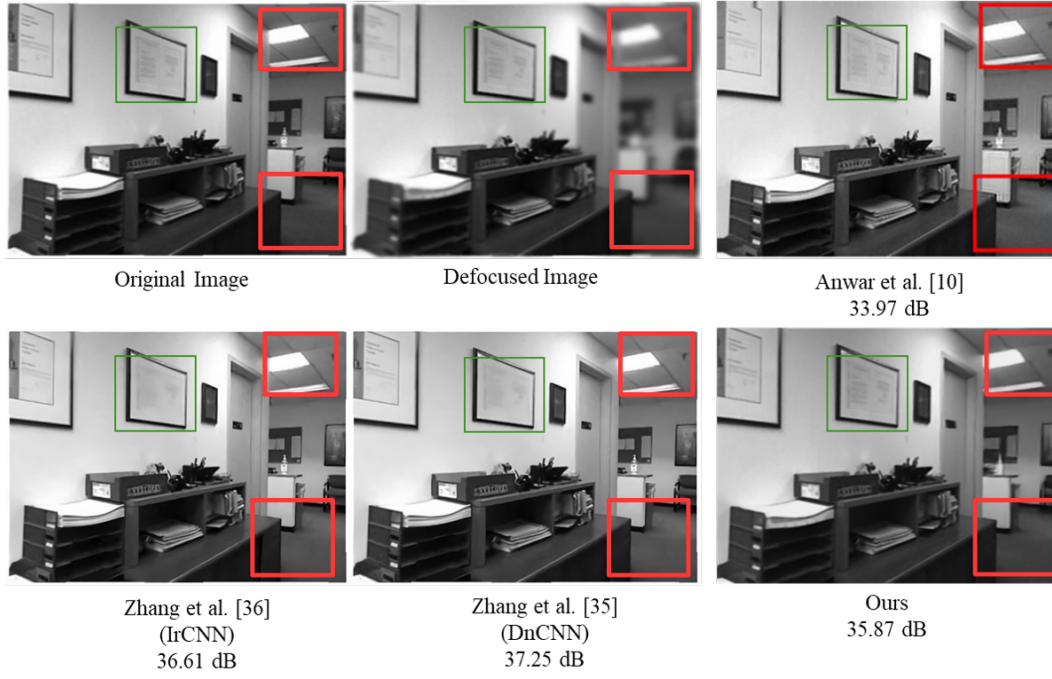 Original Image
Defocused Image
Anwar et al. [10]
33.97 dB
Zhang et al. [36]
(IrCNN)
36.61 dB
Zhang et al. [35]
(DnCNN)
37.25 dB
Ours
35.87 dB